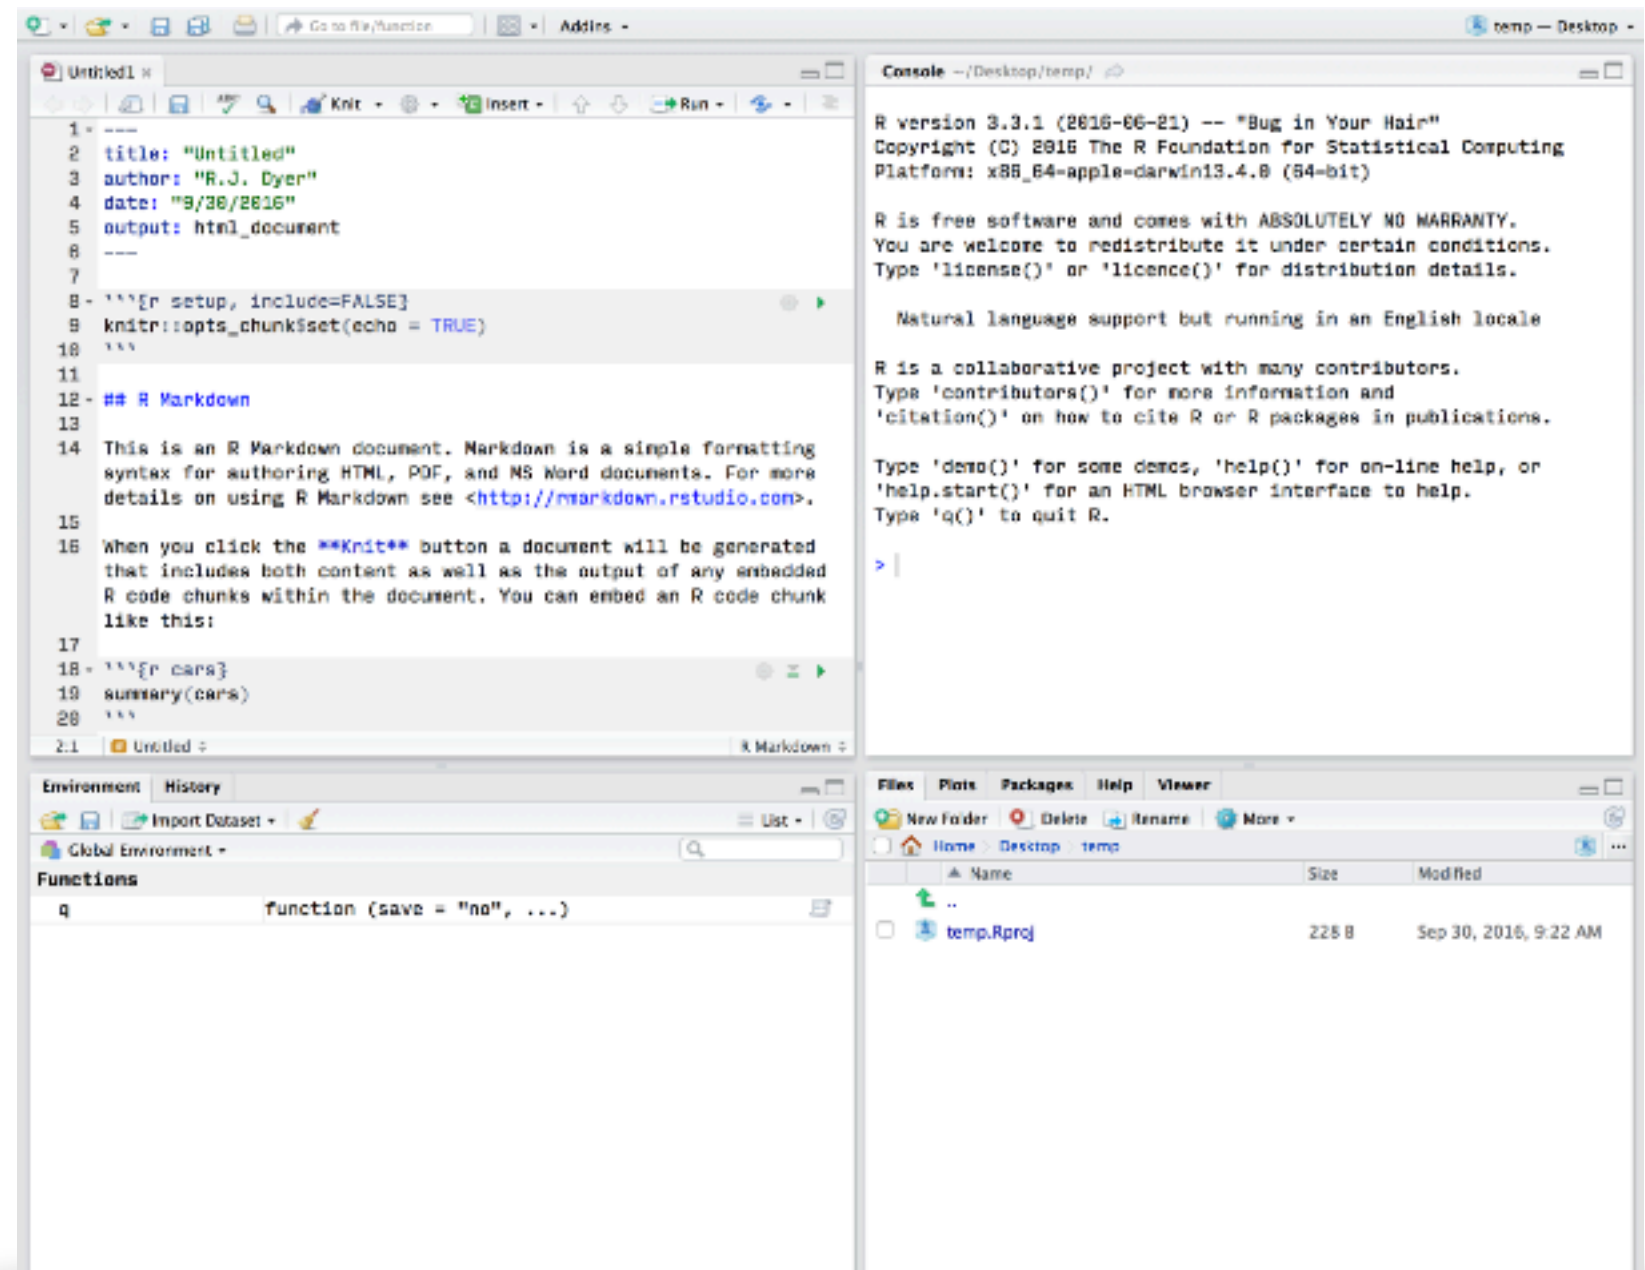 Go to file/function
Addins
temp — Desktop
Untitled1
Knit
Insert
Run
1 ---
2 title: "Untitled"
3 author: "R.J. Dyer"
4 date: "9/30/2016"
5 output: html_document
6 ---
7
8 ```{r setup, include=FALSE}
9 knitr::opts_chunk$set(echo = TRUE)
10 ```
11
12 ## R Markdown
13
14 This is an R Markdown document. Markdown is a simple formatting
syntax for authoring HTML, PDF, and MS Word documents. For more
details on using R Markdown see <http://rmarkdown.rstudio.com>.
15
16 When you click the **Knit** button a document will be generated
that includes both content as well as the output of any embedded
R code chunks within the document. You can embed an R code chunk
like this:
17
18 ```{r cars}
19 summary(cars)
20 ```
2:1 Untitled R Markdown
Console ~/Desktop/temp/
R version 3.3.1 (2016-06-21) -- "Bug in Your Hair"
Copyright (C) 2016 The R Foundation for Statistical Computing
Platform: x86_64-apple-darwin13.4.0 (64-bit)
R is free software and comes with ABSOLUTELY NO WARRANTY.
You are welcome to redistribute it under certain conditions.
Type 'license()' or 'licence()' for distribution details.
Natural language support but running in an English locale
R is a collaborative project with many contributors.
Type 'contributors()' for more information and
'citation()' on how to cite R or R packages in publications.
Type 'demo()' for some demos, 'help()' for on-line help, or
'help.start()' for an HTML browser interface to help.
Type 'q()' to quit R.
>
Environment History
Import Dataset List
Global Environment
Functions
q function (save = "no", ...)
Files Plots Packages Help Viewer
New Folder Delete Rename More
Home Desktop temp ...
Name Size Modified
..
temp.Rproj 228 B Sep 30, 2016, 9:22 AM